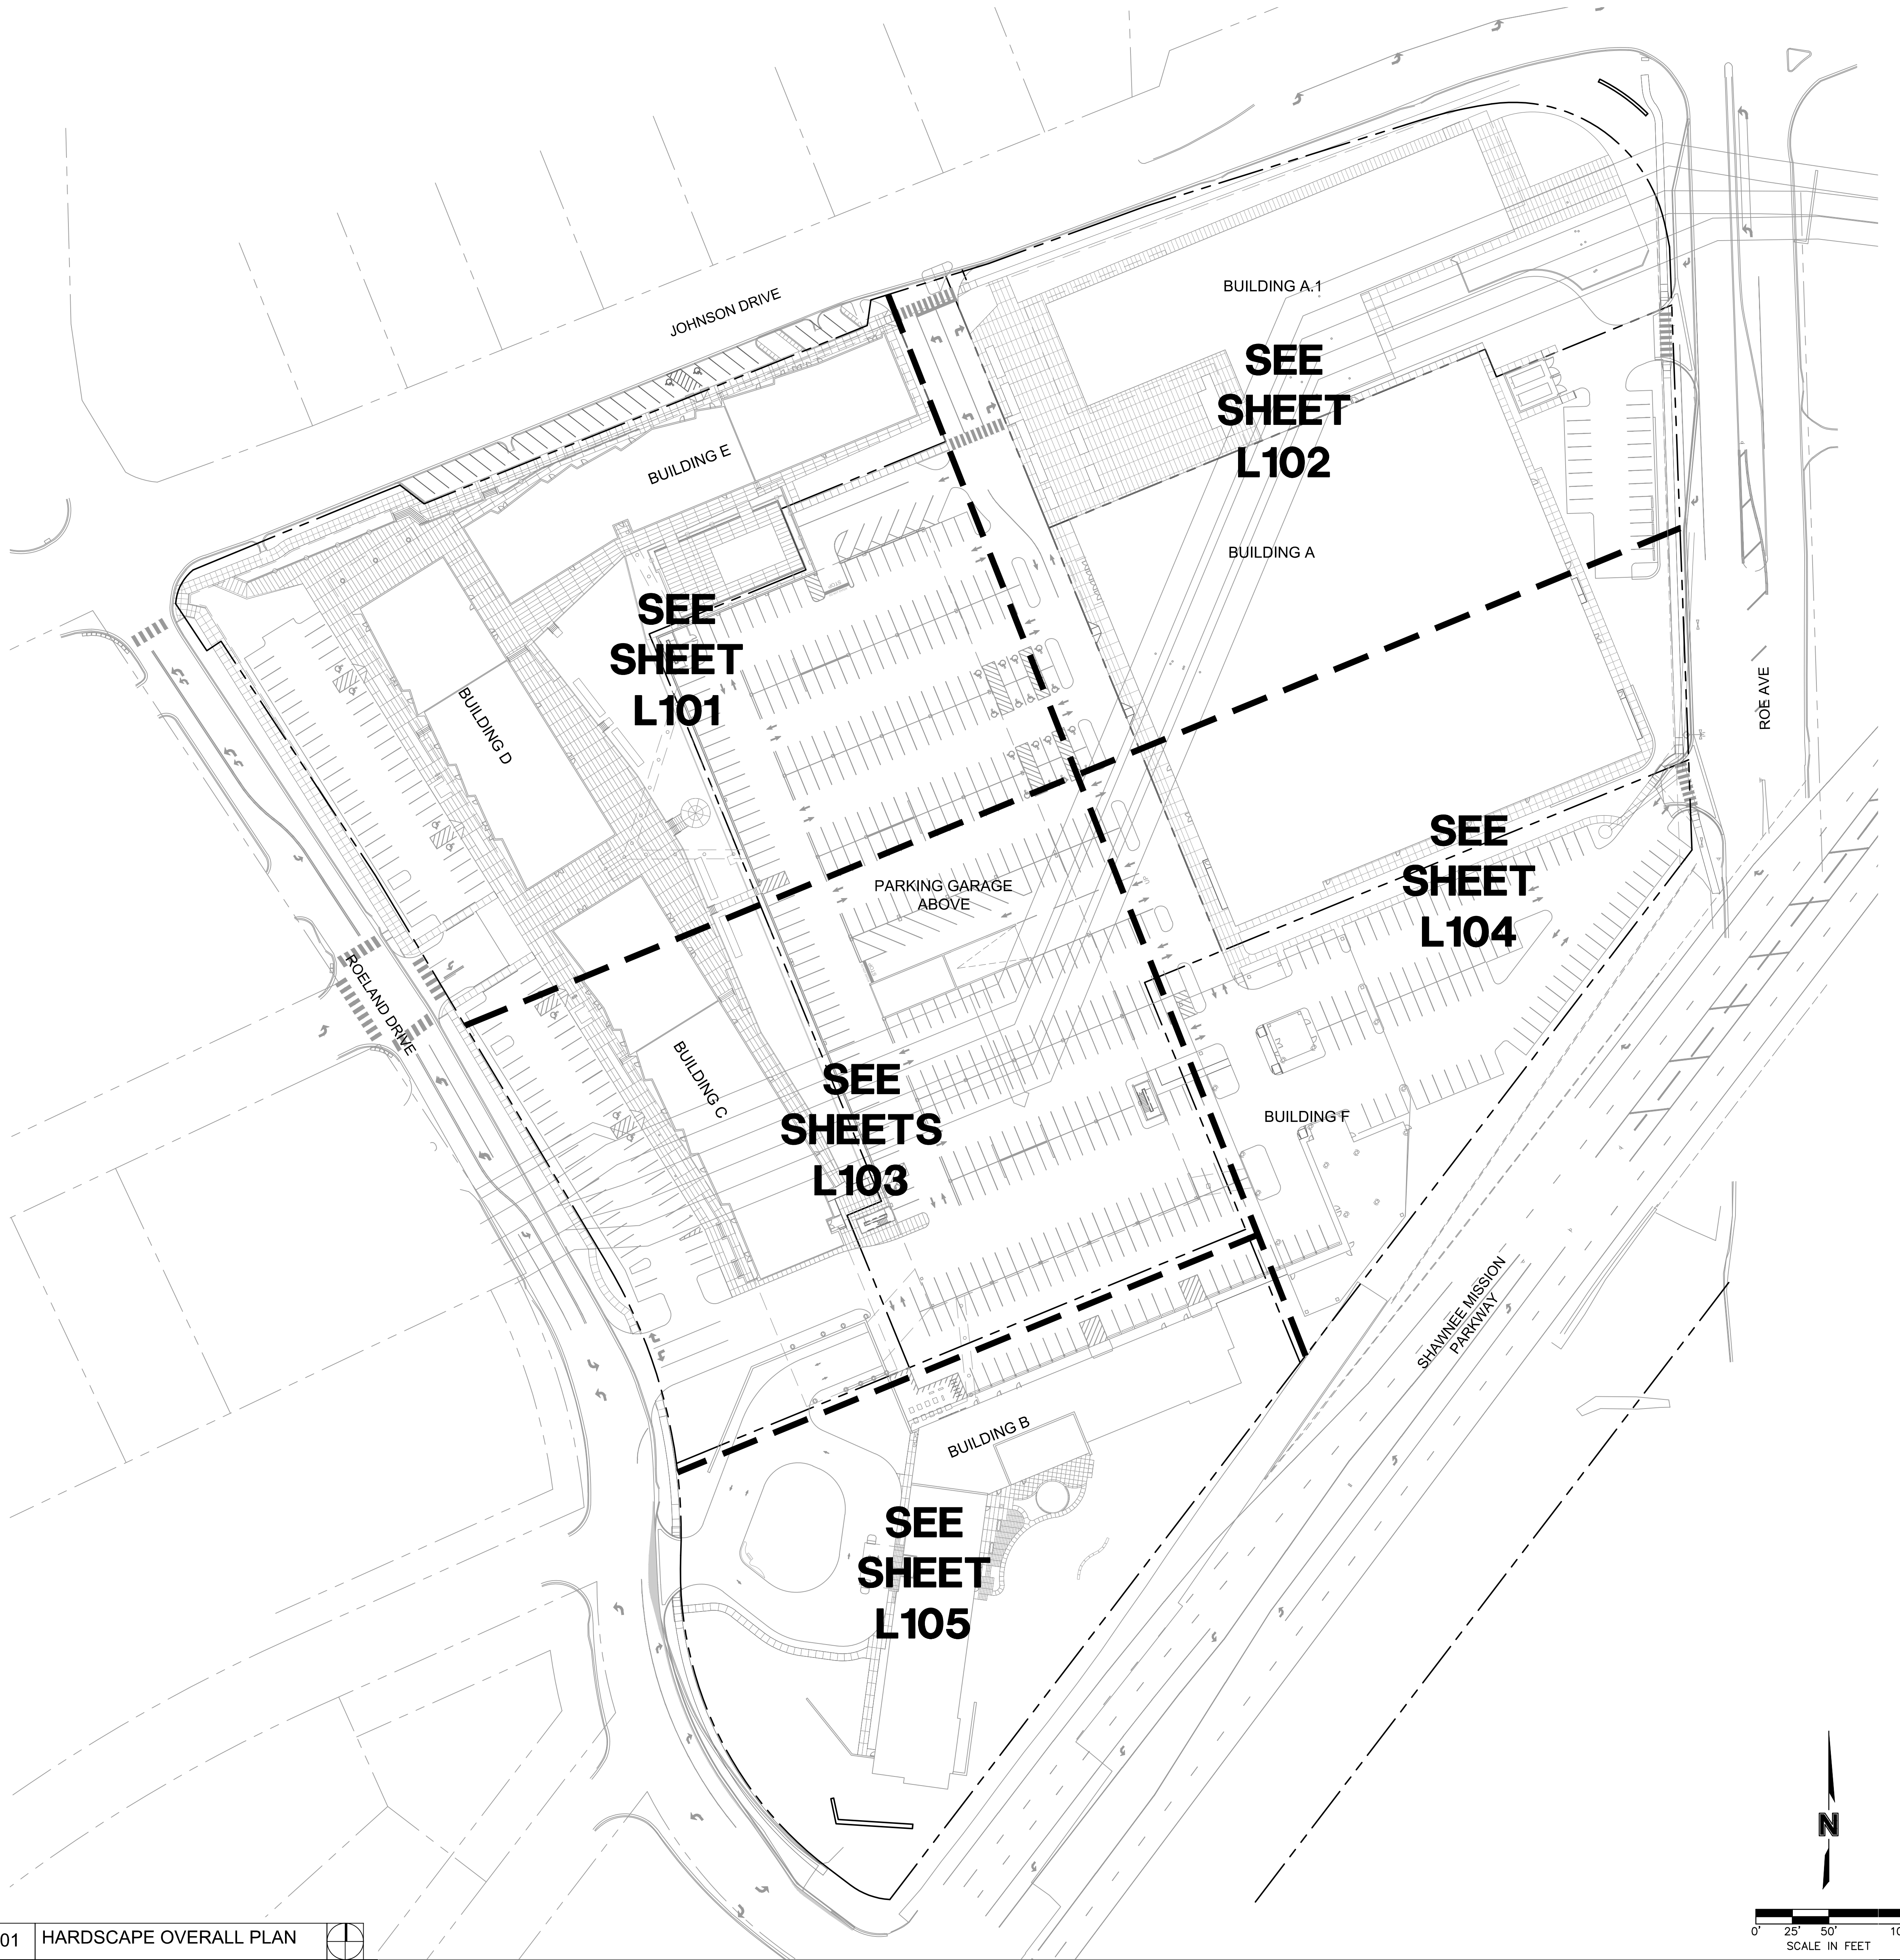 JOHNSON DRIVE
BUILDING A.1
SEE
SHEET
L102
BUILDING E
BUILDING A
SEE
SHEET
L101
BUILDING D
ROE AVE
SEE
SHEET
L104
PARKING GARAGE
ABOVE
ROELAND DRIVE
BUILDING C
SEE
SHEETS
L103
BUILDING F
SHAWNEE MISSION
PARKWAY
BUILDING B
SEE
SHEET
L105
N
0' 25' 50'
SCALE IN FEET
01 HARDSCAPE OVERALL PLAN